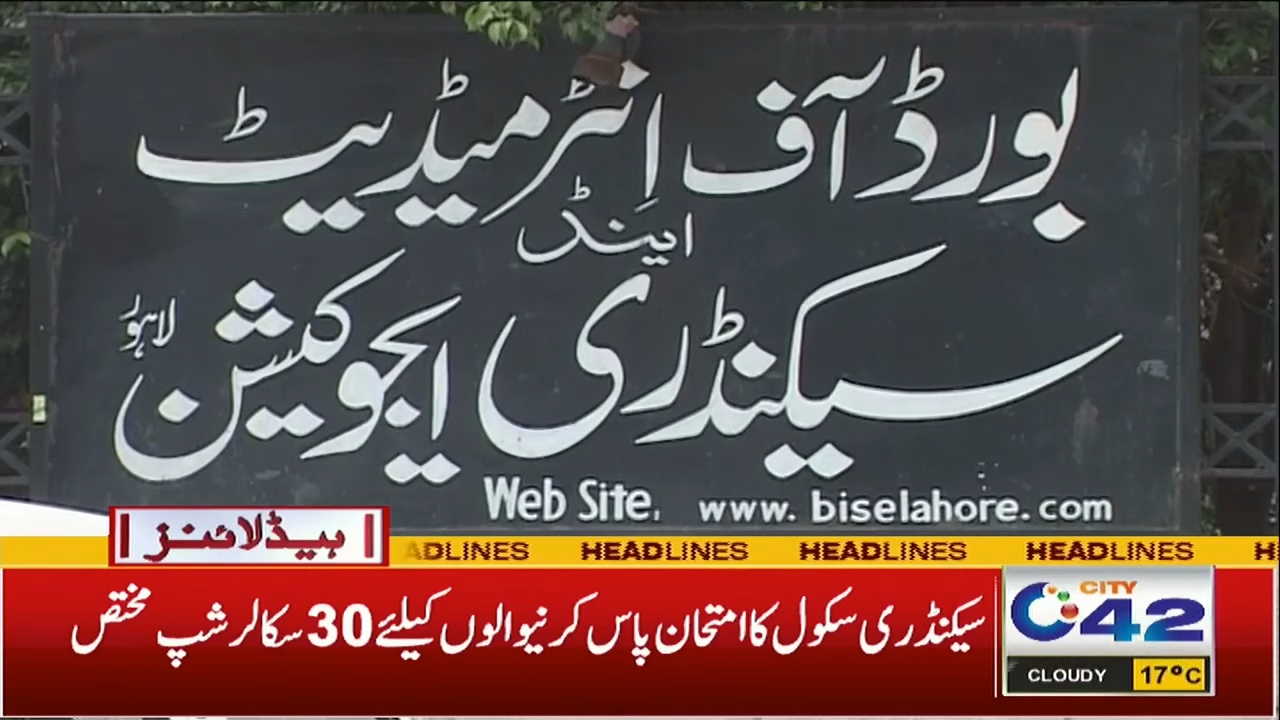 بورڈ آف انٹرمیڈیٹ
اینڈ
سیکنڈری ایجوکیشن لاہور
Web Site. www.biselahore.com
ہیڈلائنز
ADLINES HEADLINES HEADLINES HEADLINES H
سیکنڈری سکول کا امتحان پاس کرنیوالوں کیلئے 30 سکالرشپ مختص
CITY
42
CLOUDY 17°C